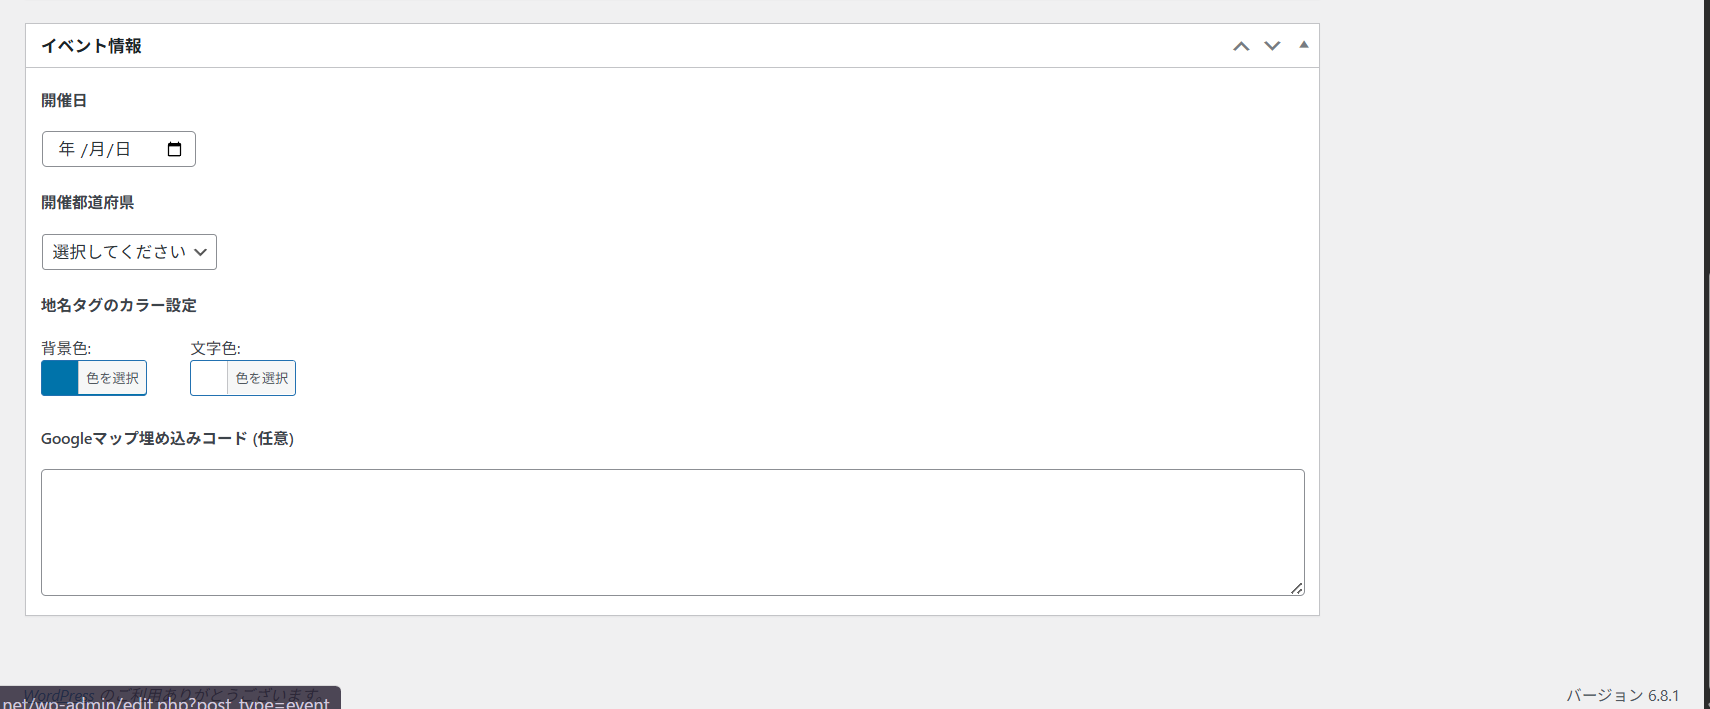 イベント情報
開催日
年 /月/日
開催都道府県
選択してください
地名タグのカラー設定
背景色: 文字色:
色を選択 色を選択
Googleマップ埋め込みコード (任意)
WordPress のご利用ありがとうございます。
.net/wp-admin/edit.php?post_type=event
バージョン 6.8.1